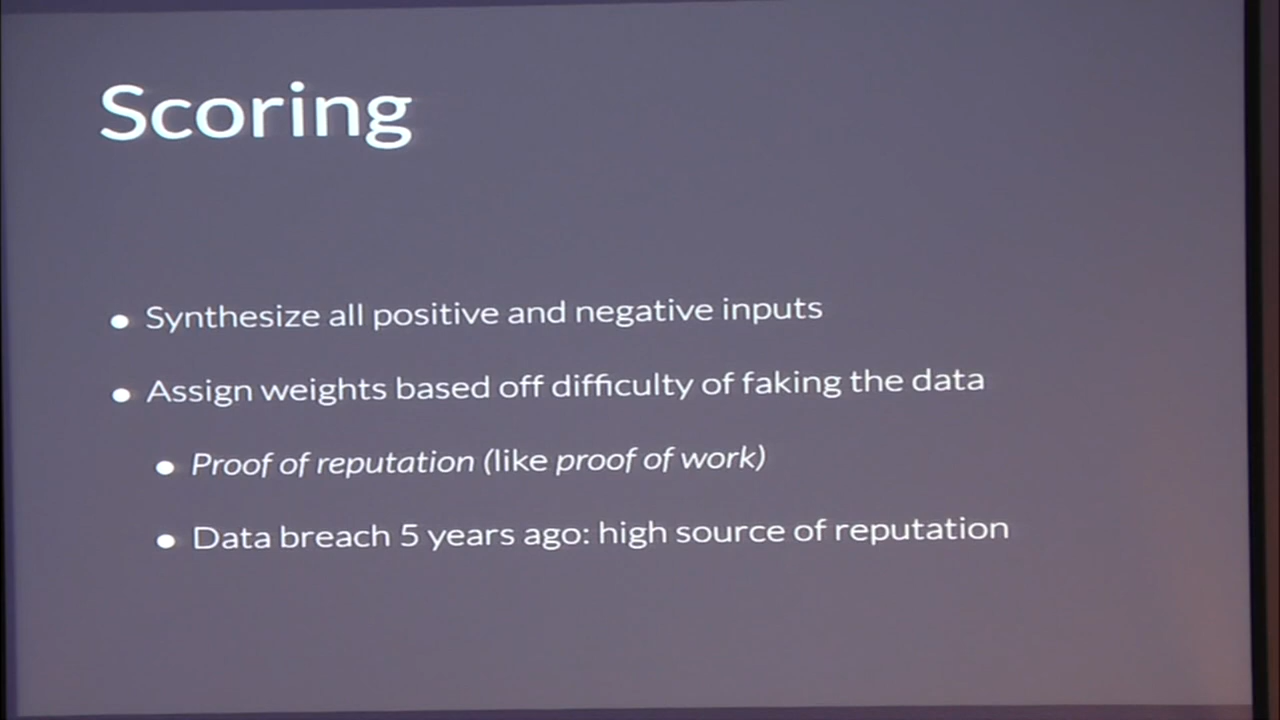 Scoring
• Synthesize all positive and negative inputs
• Assign weights based off difficulty of faking the data
• Proof of reputation (like proof of work)
• Data breach 5 years ago: high source of reputation